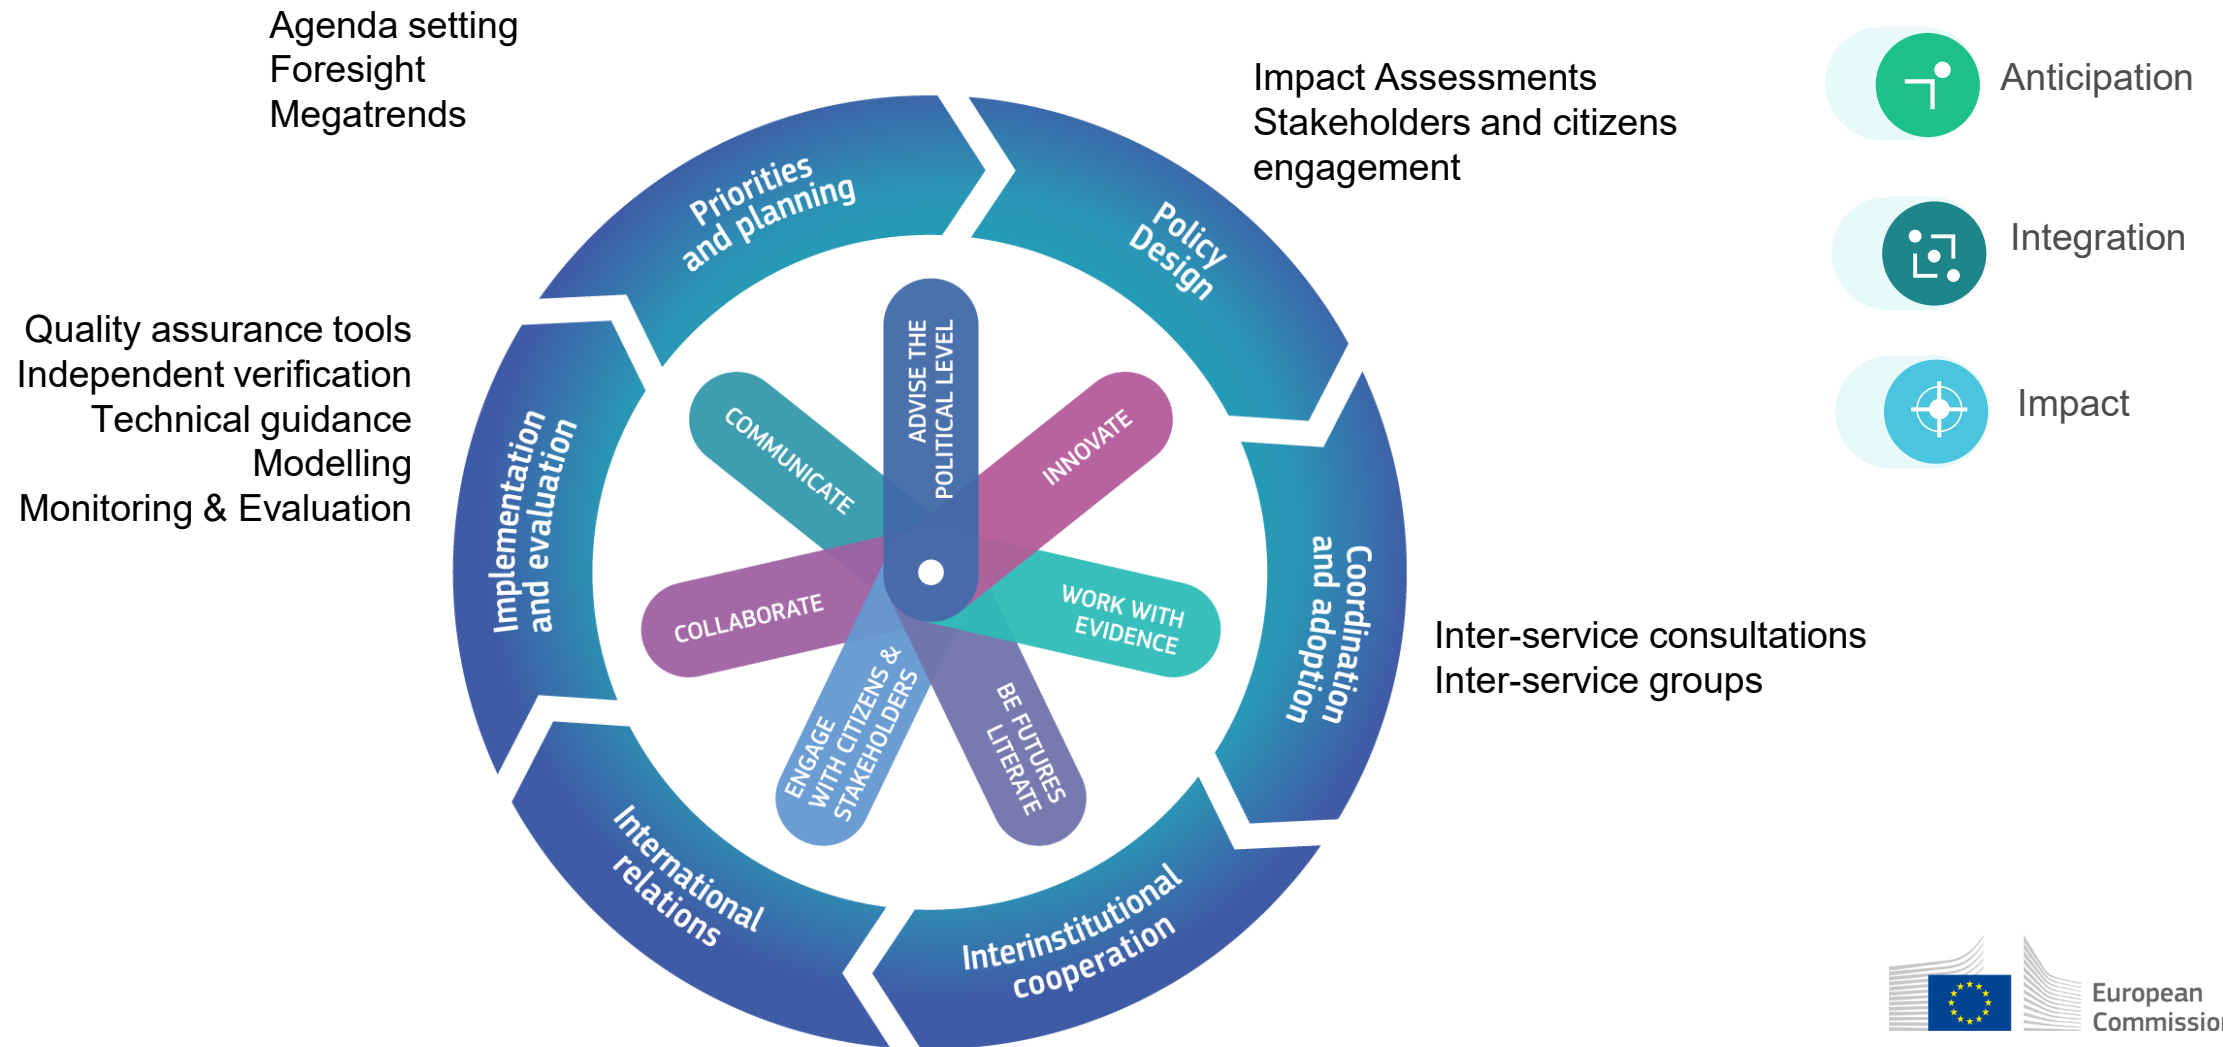 Agenda setting
Foresight
Megatrends
Impact Assessments
Stakeholders and citizens
engagement
Anticipation
Integration
Impact
Priorities
and planning
Policy
Design
Quality assurance tools
Independent verification
Technical guidance
Modelling
Monitoring & Evaluation
Implementation
and evaluation
COMMUNICATE
ADVISE THE
POLITICAL LEVEL
INNOVATE
COLLABORATE
WORK WITH
EVIDENCE
ENGAGE
WITH CITIZENS &
STAKEHOLDERS
BE FUTURES
LITERATE
Coordination
and adoption
Inter-service consultations
Inter-service groups
International
relations
Interinstitutional
cooperation
European
Commission